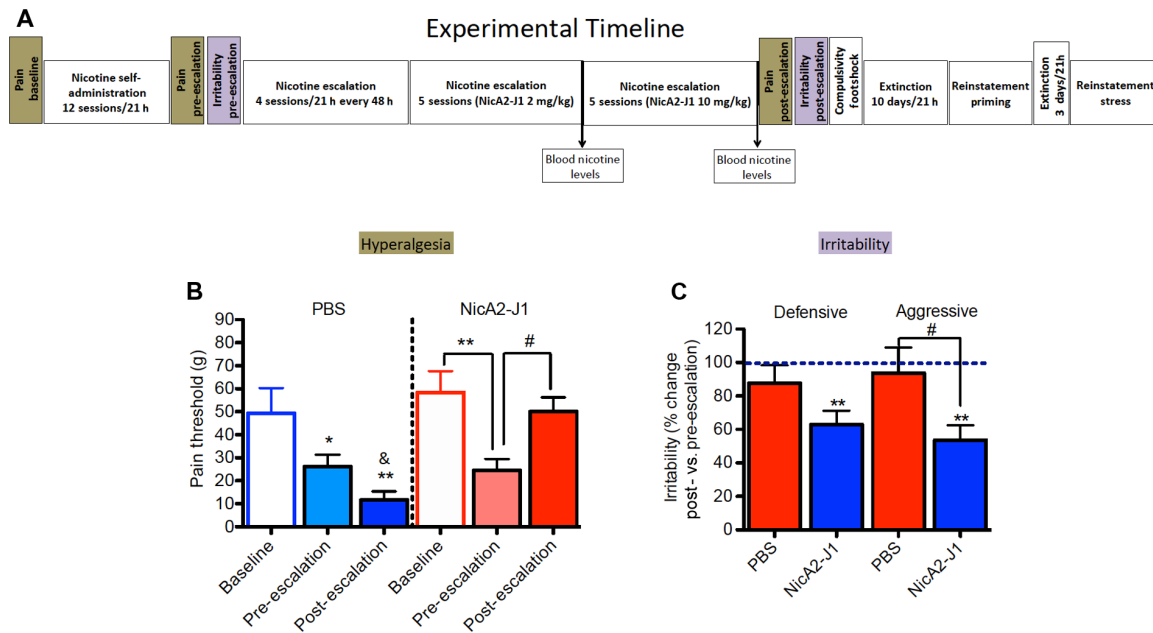 A
Experimental Timeline
Pain
baseline
Nicotine self-
administration
12 sessions/21 h
Pain
pre-escalation
Irritability
pre-escalation
Nicotine escalation
4 sessions/21 h every 48 h
Nicotine escalation
5 sessions (NicA2-J1 2 mg/kg)
Nicotine escalation
5 sessions (NicA2-J1 10 mg/kg)
Pain
post-escalation
Irritability
post-escalation
Compulsivity
footshock
Extinction
10 days/21 h
Reinstatement
priming
Extinction
3 days/21h
Reinstatement
stress
Blood nicotine
levels
Blood nicotine
levels
Hyperalgesia
Irritability
B
PBS
NicA2-J1
Pain threshold (g)
90
80
70
60
50
40
30
20
10
0
*
&
**
**
#
Baseline
Pre-escalation
Post-escalation
Baseline
Pre-escalation
Post-escalation
C
Defensive
Aggressive
#
Irritability (% change
post- vs. pre-escalation)
120
100
80
60
40
20
0
**
**
PBS
NicA2-J1
PBS
NicA2-J1